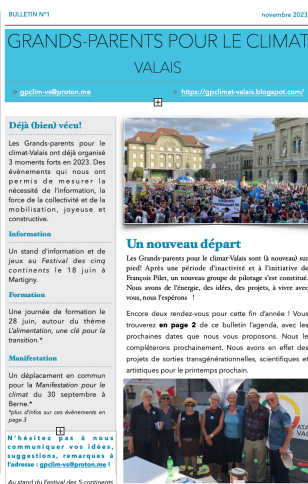 BULLETIN N°1
novembre 2023
GRANDS-PARENTS POUR LE CLIMAT
VALAIS
> gpclim-vs@proton.me
> https://gpclimat-valais.blogspot.com/
Déjà (bien) vécu!
Les Grands-parents pour le
climat-Valais ont déjà organisé
3 moments forts en 2023. Des
évènements qui nous ont
permis de mesurer la
nécessité de l'information, la
force de la collectivité et de la
mobilisation, joyeuse et
constructive.
Information
Un stand d'information et de
jeux au Festival des cinq
continents le 18 juin à
Martigny.
Formation
Une journée de formation le
28 juin, autour du thème
L'alimentation, une clé pour la
transition.*
Manifestation
Un déplacement en commun
pour la Manifestation pour le
climat du 30 septembre à
Berne.*
*plus d'infos sur ces évènements en
page 3
N'hésitez pas à nous
communiquer vos idées,
suggestions, remarques à
l'adresse : gpclim-vs@proton.me !
Au stand du Festival des 5 continents
Un nouveau départ
Les Grands-parents pour le climat-Valais sont (à nouveau) sur
pied! Après une période d'inactivité et à l'initiative de
François Pilet, un nouveau groupe de pilotage s'est constitué.
Nous avons de l'énergie, des idées, des projets, à vivre avec
vous, nous l'espérons !
Encore deux rendez-vous pour cette fin d'année ! Vous
trouverez en page 2 de ce bulletin l'agenda, avec les
prochaines dates que nous vous proposons. Nous le
compléterons prochainement. Nous avons en effet des
projets de sorties transgénérationnelles, scientifiques et
artistiques pour le printemps prochain.